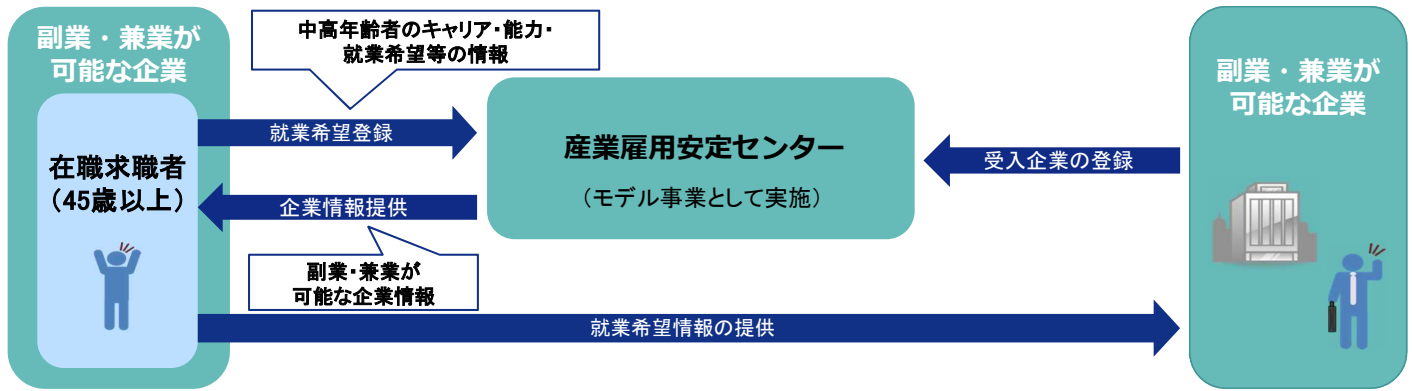 副業・兼業が
可能な企業
在職求職者
（45歳以上）
中高年齢者のキャリア・能力・
就業希望等の情報
就業希望登録
企業情報提供
副業・兼業が
可能な企業情報
産業雇用安定センター
（モデル事業として実施）
受入企業の登録
就業希望情報の提供
副業・兼業が
可能な企業